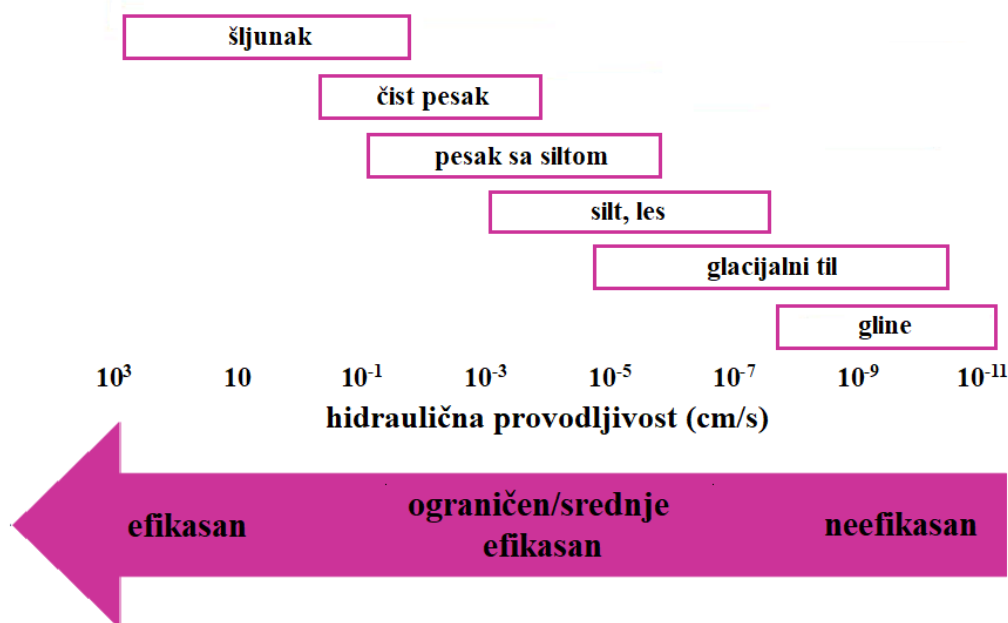 šljunak
čist pesak
pesak sa siltom
silt, les
glacijalni til
gline
10³ 10 10⁻¹ 10⁻³ 10⁻⁵ 10⁻⁷ 10⁻⁹ 10⁻¹¹
hidraulična provodljivost (cm/s)
efikasan
ograničen/srednje
efikasan
neefikasan